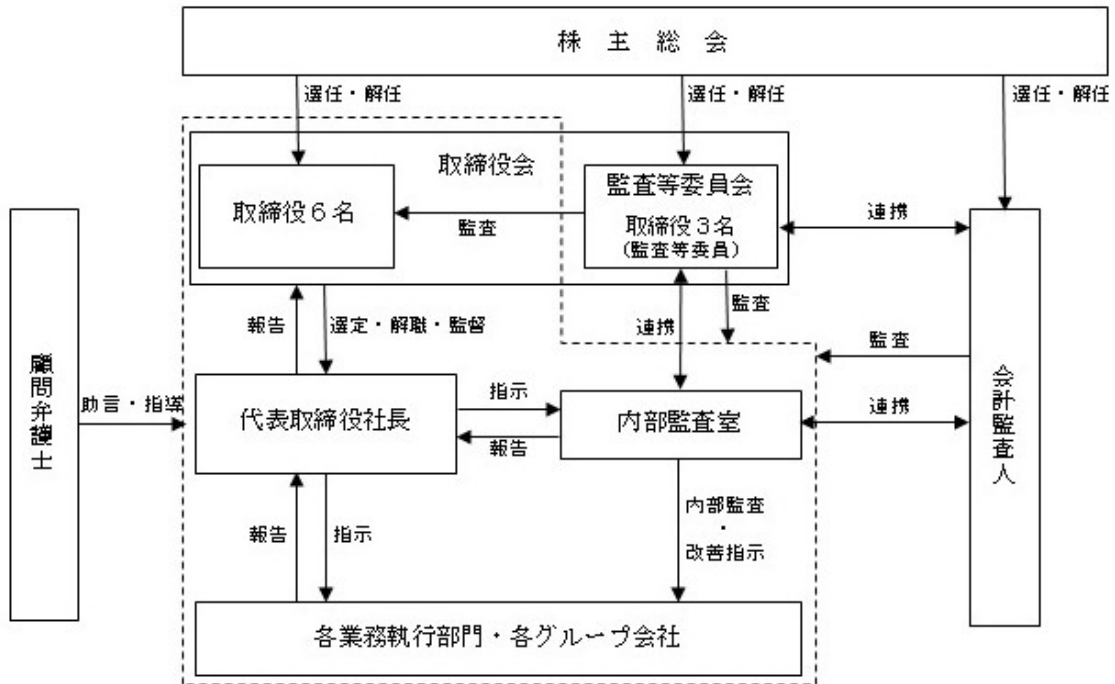 株主総会
選任・解任
選任・解任
選任・解任
取締役会
取締役６名
監査
監査等委員会
取締役３名
(監査等委員)
連携
報告
選定・解職・監督
連携
監査
監査
顧問弁護士
助言・指導
代表取締役社長
指示
報告
内部監査室
連携
会計監査人
報告
指示
内部監査
・
改善指示
各業務執行部門・各グループ会社